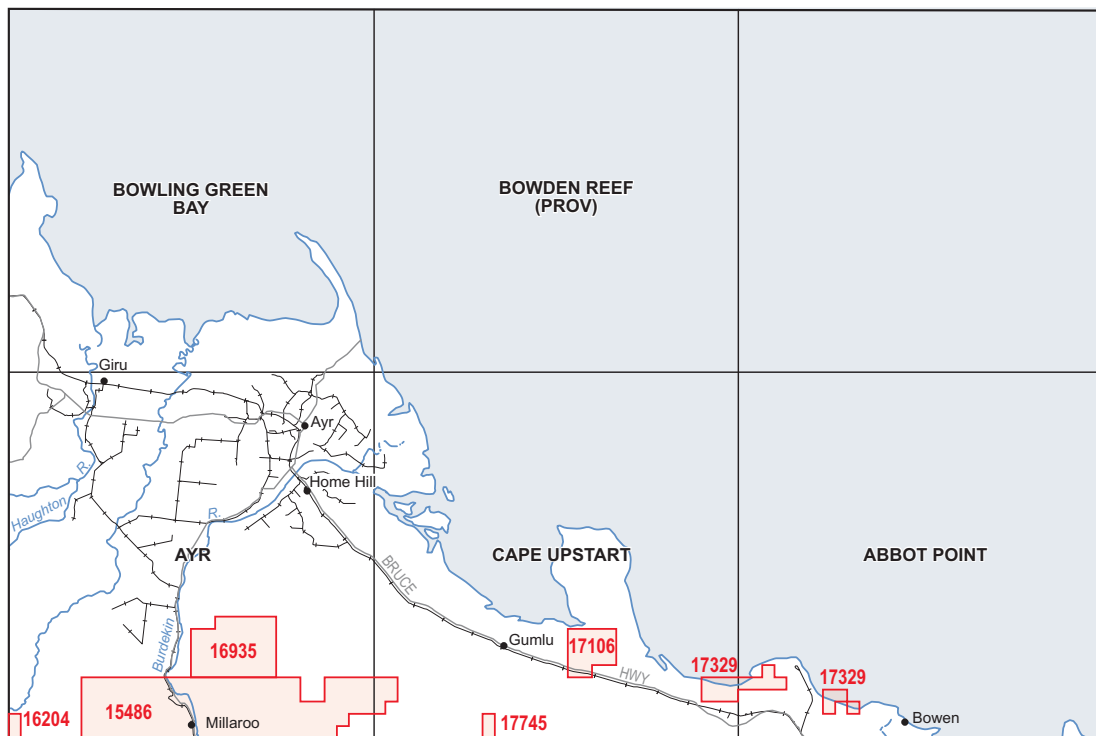 BOWLING GREEN
BAY
BOWDEN REEF
(PROV)
Giru
Ayr
Home Hill
R.
Haughton
R.
AYR
CAPE UPSTART
ABBOT POINT
BRUCE
Burdekin
16935
Gumlu
17106
HWY
17329
17329
16204
15486
Millaroo
17745
Bowen